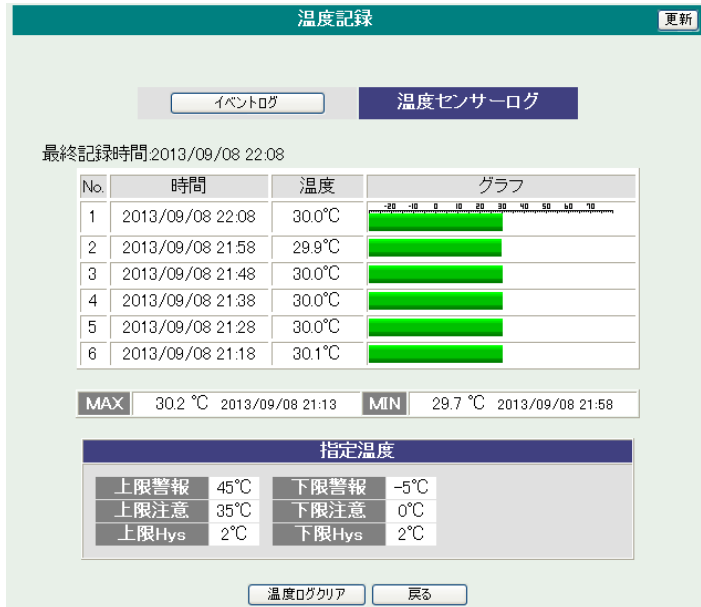 温度記録 更新
イベントログ 温度センサーログ
最終記録時間:2013/09/08 22:08
No. 時間 温度 グラフ
-20 -10 0 10 20 30 40 50 60 70
1 2013/09/08 22:08 30.0℃
2 2013/09/08 21:58 29.9℃
3 2013/09/08 21:48 30.0℃
4 2013/09/08 21:38 30.0℃
5 2013/09/08 21:28 30.0℃
6 2013/09/08 21:18 30.1℃
MAX 30.2 ℃ 2013/09/08 21:13 MIN 29.7 ℃ 2013/09/08 21:58
指定温度
上限警報 45℃ 下限警報 -5℃
上限注意 35℃ 下限注意 0℃
上限Hys 2℃ 下限Hys 2℃
温度ログクリア 戻る